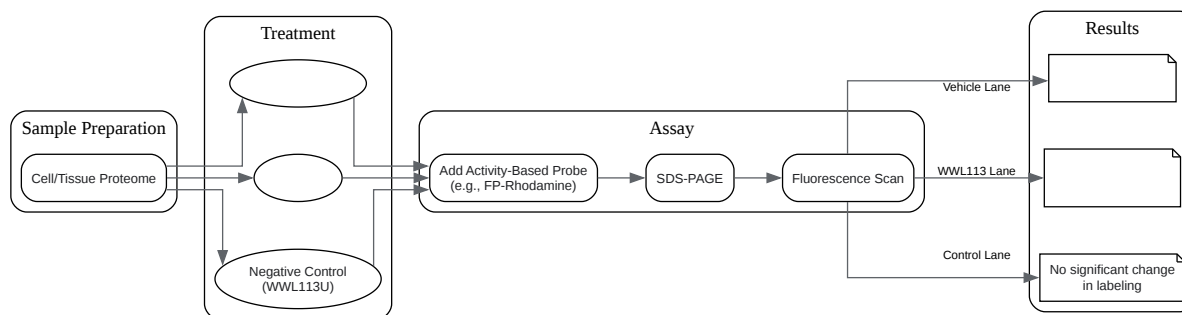 Sample Preparation
Cell/Tissue Proteome
Treatment
Negative Control
(WWL113U)
Assay
Add Activity-Based Probe
(e.g., FP-Rhodamine)
SDS-PAGE
Fluorescence Scan
Vehicle Lane
WWL113 Lane
Control Lane
Results
No significant change
in labeling